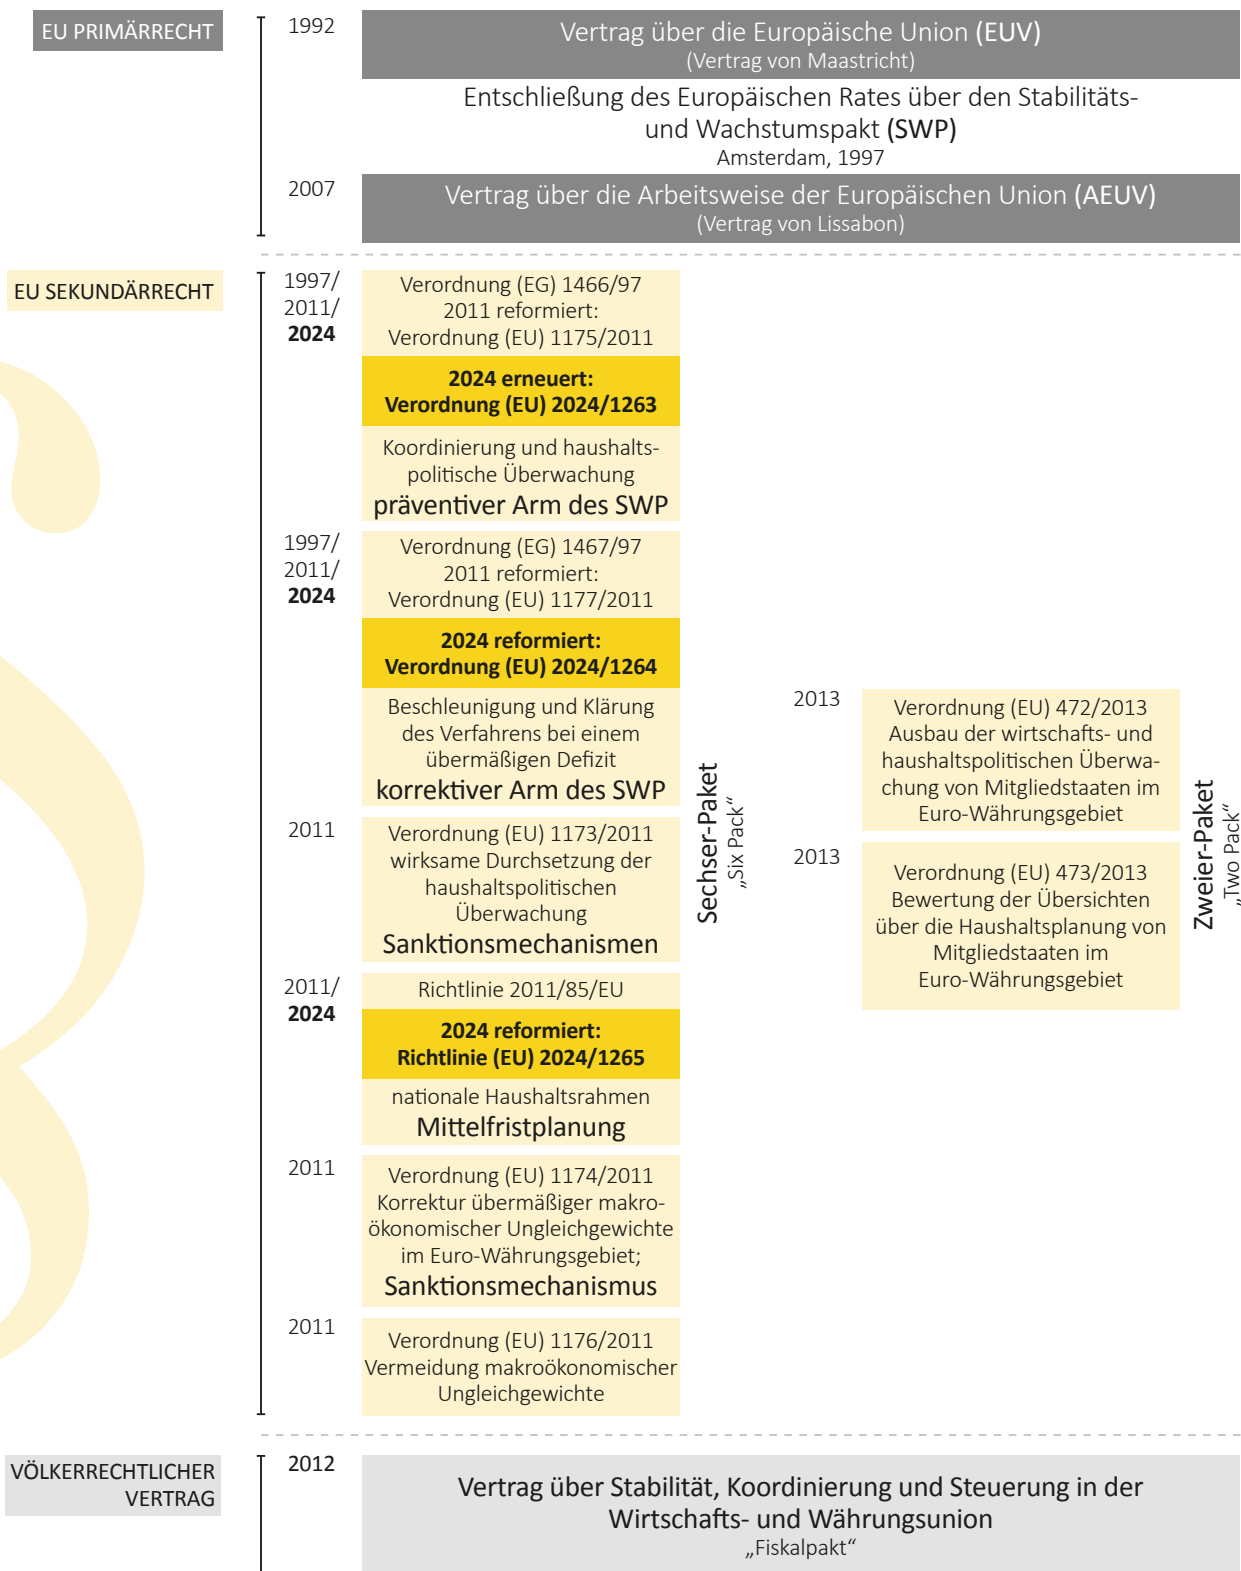 EU PRIMÄRRECHT
1992
Vertrag über die Europäische Union (EUV)
(Vertrag von Maastricht)
Entschließung des Europäischen Rates über den Stabilitäts-
und Wachstumspakt (SWP)
Amsterdam, 1997
2007
Vertrag über die Arbeitsweise der Europäischen Union (AEUV)
(Vertrag von Lissabon)
EU SEKUNDÄRRECHT
1997/
2011/
2024
Verordnung (EG) 1466/97
2011 reformiert:
Verordnung (EU) 1175/2011
2024 erneuert:
Verordnung (EU) 2024/1263
Koordinierung und haushalts-
politische Überwachung
präventiver Arm des SWP
1997/
2011/
2024
Verordnung (EG) 1467/97
2011 reformiert:
Verordnung (EU) 1177/2011
2024 reformiert:
Verordnung (EU) 2024/1264
Beschleunigung und Klärung
des Verfahrens bei einem
übermäßigen Defizit
korrektiver Arm des SWP
2011
Verordnung (EU) 1173/2011
wirksame Durchsetzung der
haushaltspolitischen
Überwachung
Sanktionsmechanismen
2011/
2024
Richtlinie 2011/85/EU
2024 reformiert:
Richtlinie (EU) 2024/1265
nationale Haushaltsrahmen
Mittelfristplanung
2011
Verordnung (EU) 1174/2011
Korrektur übermäßiger makro-
ökonomischer Ungleichgewichte
im Euro-Währungsgebiet;
Sanktionsmechanismus
2011
Verordnung (EU) 1176/2011
Vermeidung makroökonomischer
Ungleichgewichte
Sechser-Paket
„Six Pack“
2013
Verordnung (EU) 472/2013
Ausbau der wirtschafts- und
haushaltspolitischen Überwa-
chung von Mitgliedstaaten im
Euro-Währungsgebiet
2013
Verordnung (EU) 473/2013
Bewertung der Übersichten
über die Haushaltsplanung von
Mitgliedstaaten im
Euro-Währungsgebiet
Zweier-Paket
„Two Pack“
VÖLKERRECHTLICHER
VERTRAG
2012
Vertrag über Stabilität, Koordinierung und Steuerung in der
Wirtschafts- und Währungsunion
„Fiskalpakt“